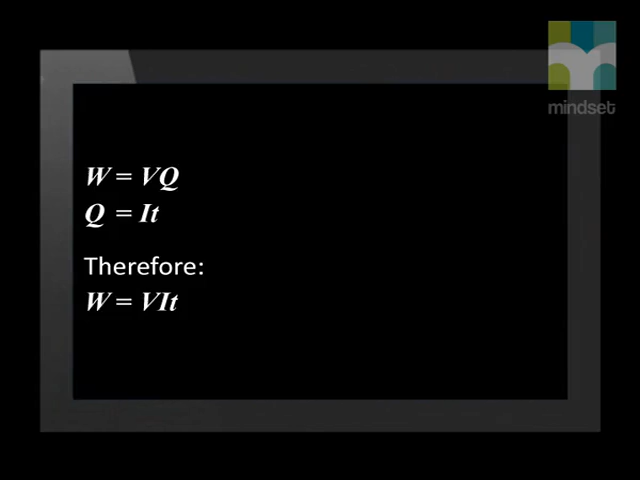 mindset
W = VQ
Q = It
Therefore:
W = VIt